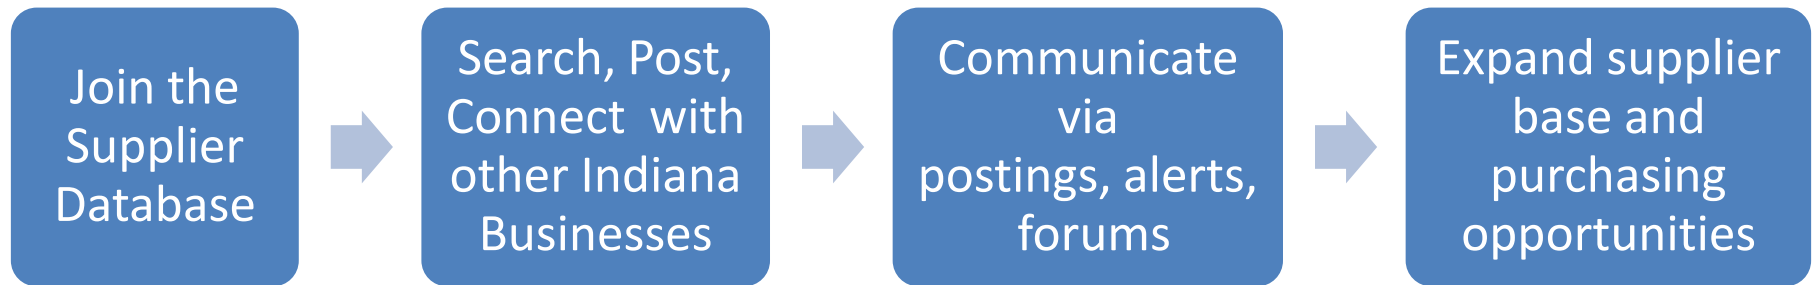 Join the
Supplier
Database
Search, Post,
Connect  with
other Indiana
Businesses
Communicate
via
postings, alerts,
forums
Expand supplier
base and
purchasing
opportunities